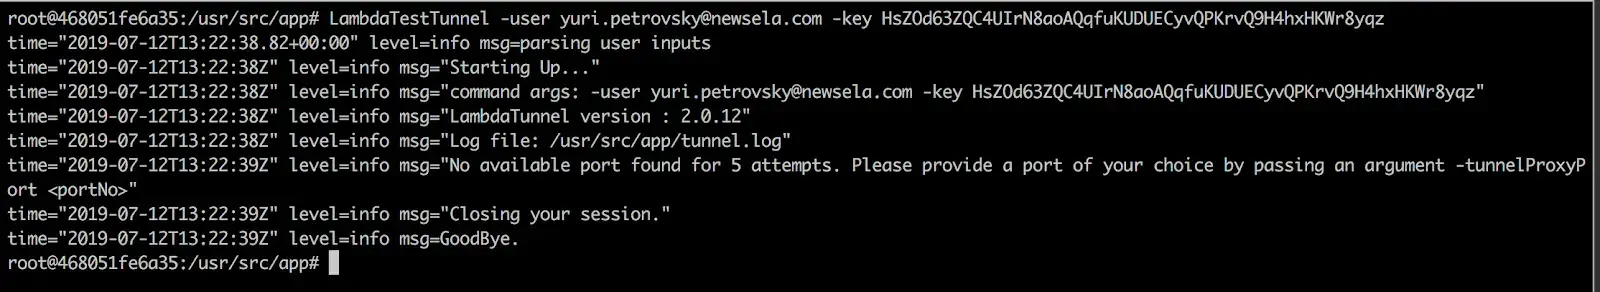 root@468051fe6a35:/usr/src/app# LambdaTestTunnel -user yuri.petrovsky@newsela.com -key HsZOd63ZQC4UIrN8aoAQqfuKUDUECyvQPKrvQ9H4hxHKWr8yqz
time="2019-07-12T13:22:38.82+00:00" level=info msg=parsing user inputs
time="2019-07-12T13:22:38Z" level=info msg="Starting Up..."
time="2019-07-12T13:22:38Z" level=info msg="command args: -user yuri.petrovsky@newsela.com -key HsZOd63ZQC4UIrN8aoAQqfuKUDUECyvQPKrvQ9H4hxHKWr8yqz"
time="2019-07-12T13:22:38Z" level=info msg="LambdaTunnel version : 2.0.12"
time="2019-07-12T13:22:38Z" level=info msg="Log file: /usr/src/app/tunnel.log"
time="2019-07-12T13:22:39Z" level=info msg="No available port found for 5 attempts. Please provide a port of your choice by passing an argument -tunnelProxyP
ort <portNo>"
time="2019-07-12T13:22:39Z" level=info msg="Closing your session."
time="2019-07-12T13:22:39Z" level=info msg=GoodBye.
root@468051fe6a35:/usr/src/app#